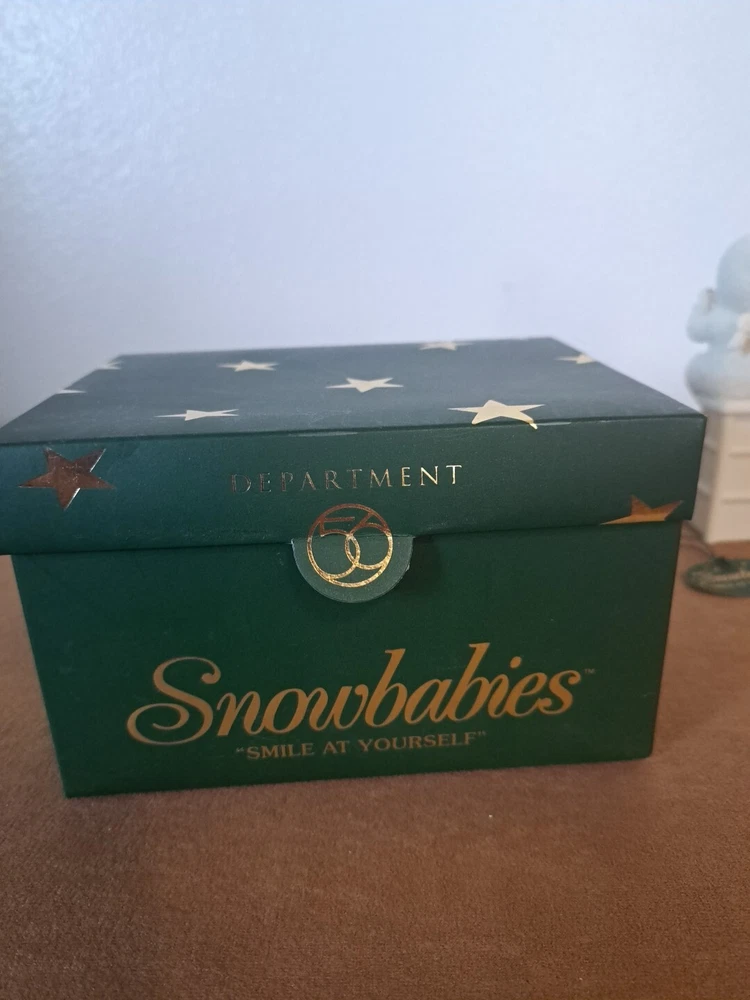 DEPARTMENT
56
Snowbabies™
"SMILE AT YOURSELF"